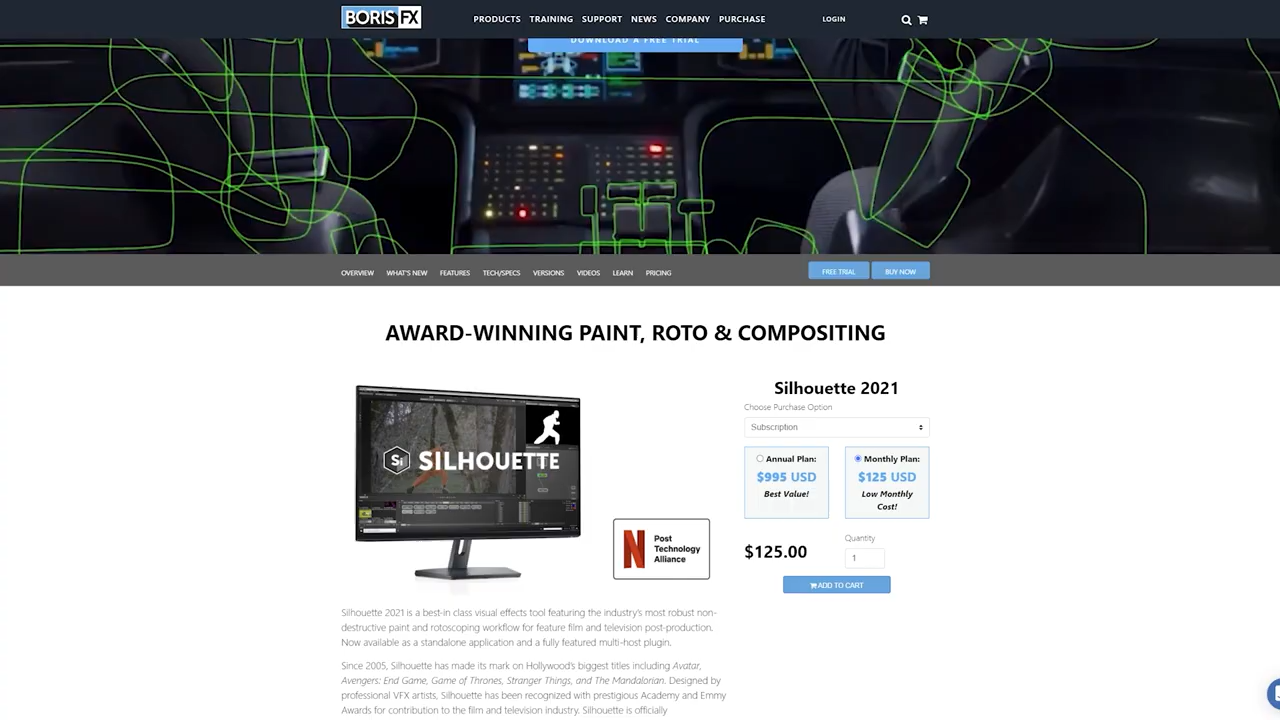 BORIS FX
PRODUCTS TRAINING SUPPORT NEWS COMPANY PURCHASE LOGIN
DOWNLOAD A FREE TRIAL
OVERVIEW WHAT'S NEW FEATURES TECH/SPECS VERSIONS VIDEOS LEARN PRICING FREE TRIAL BUY NOW
AWARD-WINNING PAINT, ROTO & COMPOSITING
Si SILHOUETTE
N Post
Technology
Alliance
Silhouette 2021
Choose Purchase Option
Subscription
Annual Plan:
$995 USD
Best Value!
Monthly Plan:
$125 USD
Low Monthly
Cost!
$125.00
Quantity
1
ADD TO CART
Silhouette 2021 is a best-in class visual effects tool featuring the industry's most robust non-
destructive paint and rotoscoping workflow for feature film and television post-production.
Now available as a standalone application and a fully featured multi-host plugin.
Since 2005, Silhouette has made its mark on Hollywood's biggest titles including Avatar,
Avengers: End Game, Game of Thrones, Stranger Things, and The Mandalorian. Designed by
professional VFX artists, Silhouette has been recognized with prestigious Academy and Emmy
Awards for contribution to the film and television industry. Silhouette is officially